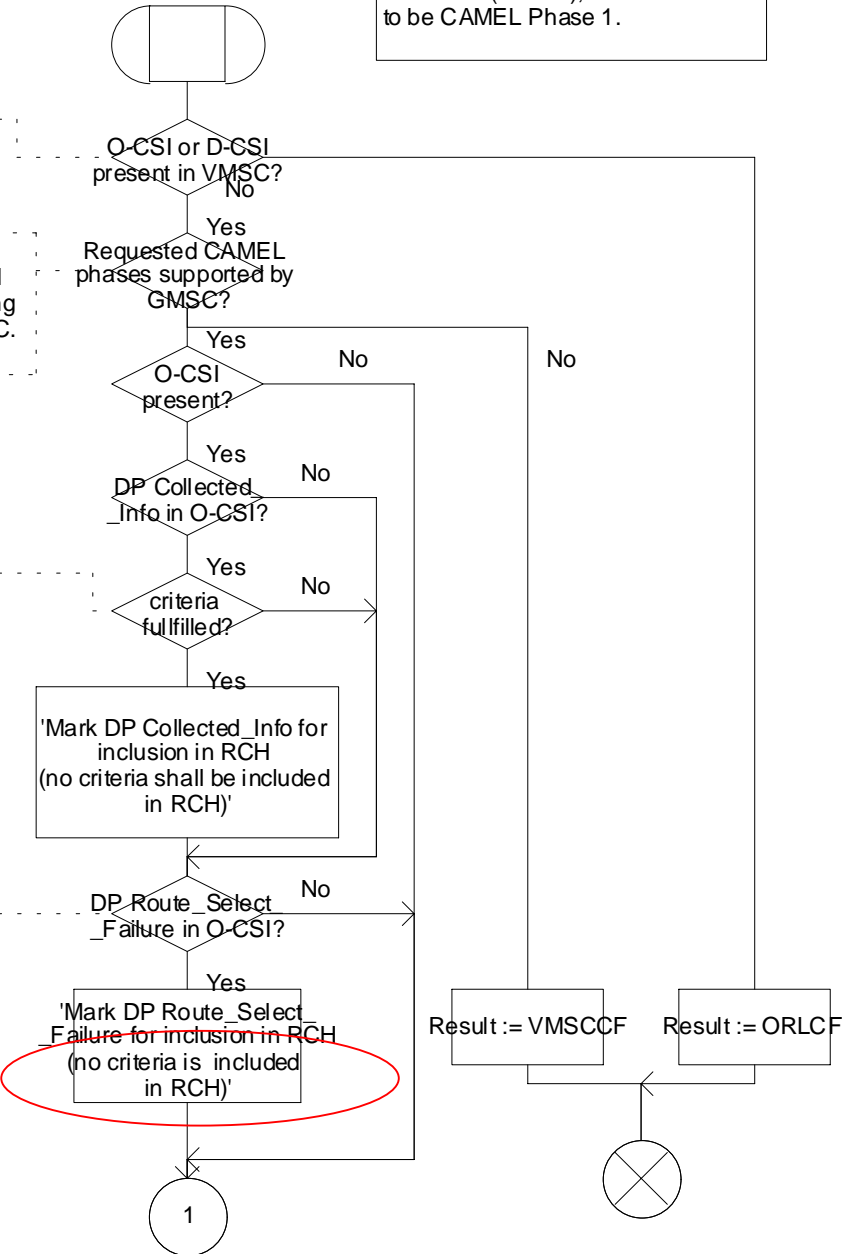 to be CAMEL Phase 1.
O-CSI or D-CSI
present in VMSC?
No
Yes
Requested CAMEL
phases supported by
GMSC?
Yes
No
No
O-CSI
present?
Yes
No
DP Collected_
_Info in O-CSI?
Yes
No
criteria
fullfilled?
Yes
'Mark DP Collected_Info for
inclusion in RCH
(no criteria shall be included
in RCH)'
No
DP Route_Select_
_Failure in O-CSI?
Yes
'Mark DP Route_Select_
_Failure for inclusion in RCH
(no criteria is included
in RCH)'
Result := VMSCCF
Result := ORLCF
1